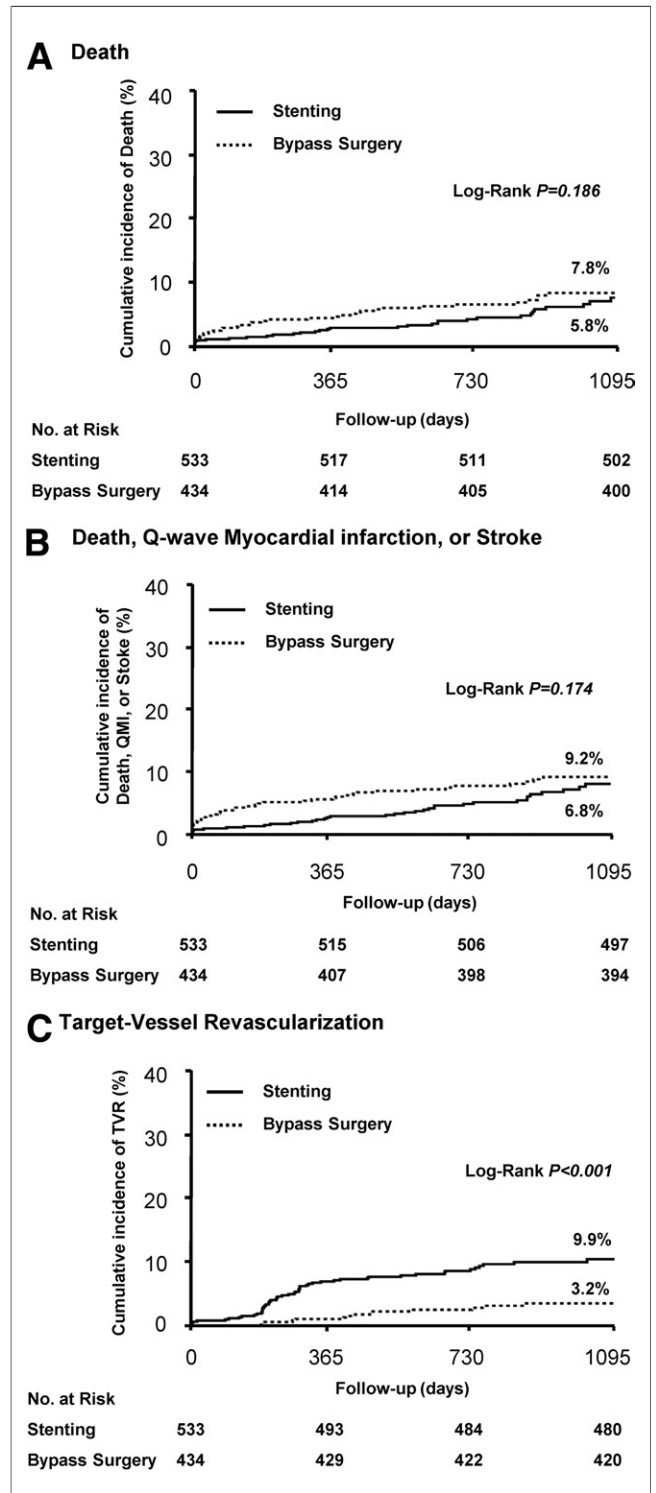 A Death
Cumulative incidence of Death (%)
40
30
20
10
0
Stenting
Bypass Surgery
Log-Rank P=0.186
7.8%
5.8%
0 365 730 1095
Follow-up (days)
No. at Risk
Stenting 533 517 511 502
Bypass Surgery 434 414 405 400
B Death, Q-wave Myocardial infarction, or Stroke
Cumulative incidence of
Death, QMI, or Stoke (%)
40
30
20
10
0
Stenting
Bypass Surgery
Log-Rank P=0.174
9.2%
6.8%
0 365 730 1095
Follow-up (days)
No. at Risk
Stenting 533 515 506 497
Bypass Surgery 434 407 398 394
C Target-Vessel Revascularization
Cumulative incidence of TVR (%)
40
30
20
10
0
Stenting
Bypass Surgery
Log-Rank P<0.001
9.9%
3.2%
0 365 730 1095
Follow-up (days)
No. at Risk
Stenting 533 493 484 480
Bypass Surgery 434 429 422 420